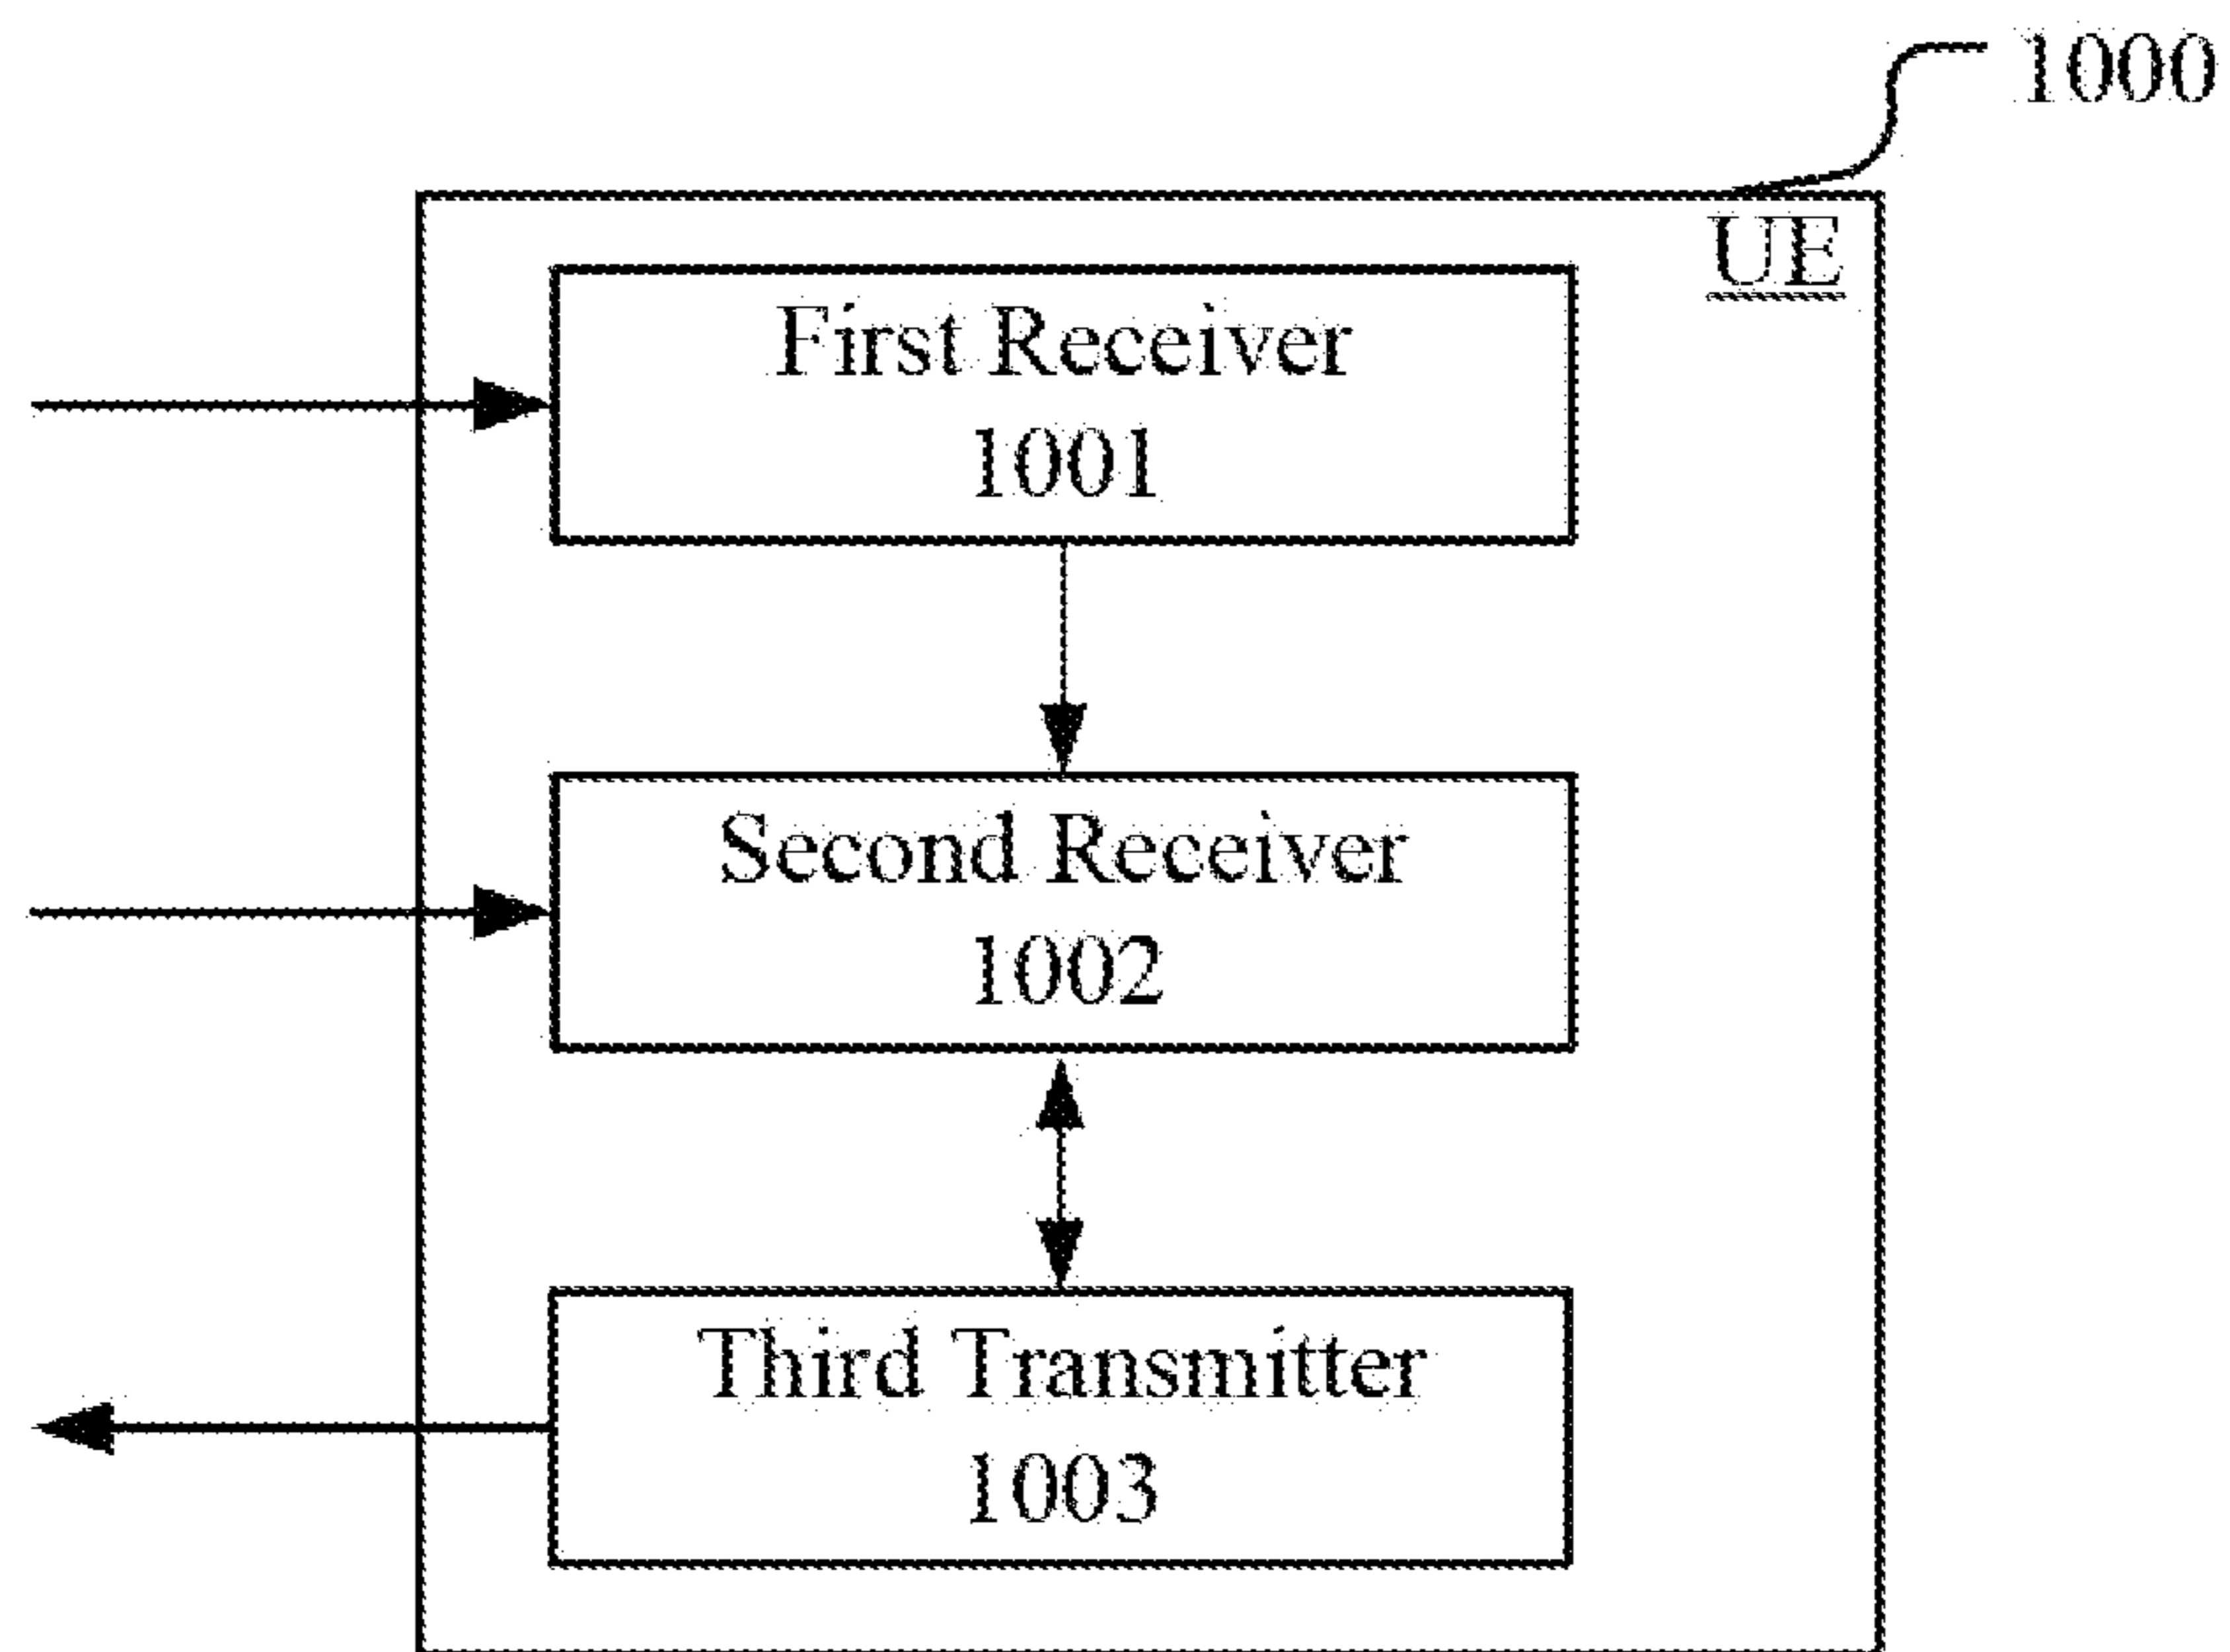 1000
UE
First Receiver
1001
Second Receiver
1002
Third Transmitter
1003